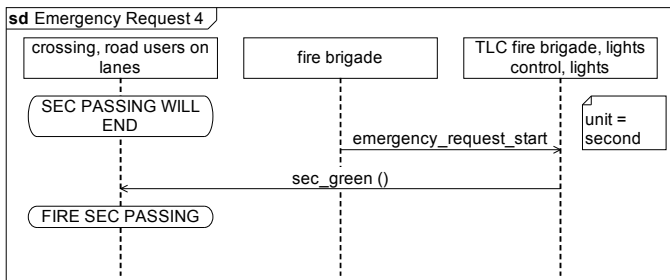 sd Emergency Request 4
crossing, road users on
lanes
fire brigade
TLC fire brigade, lights
control, lights
SEC PASSING WILL
END
unit =
second
emergency_request_start
sec_green ()
FIRE SEC PASSING